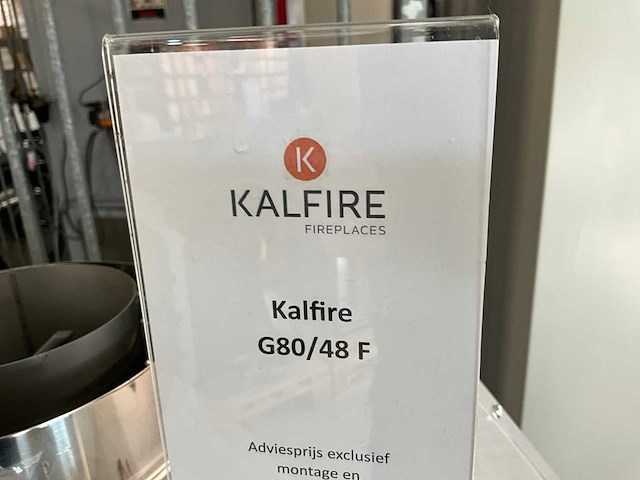 K
KALFIRE
FIREPLACES
Kalfire
G80/48 F
Adviesprijs exclusief
montage en